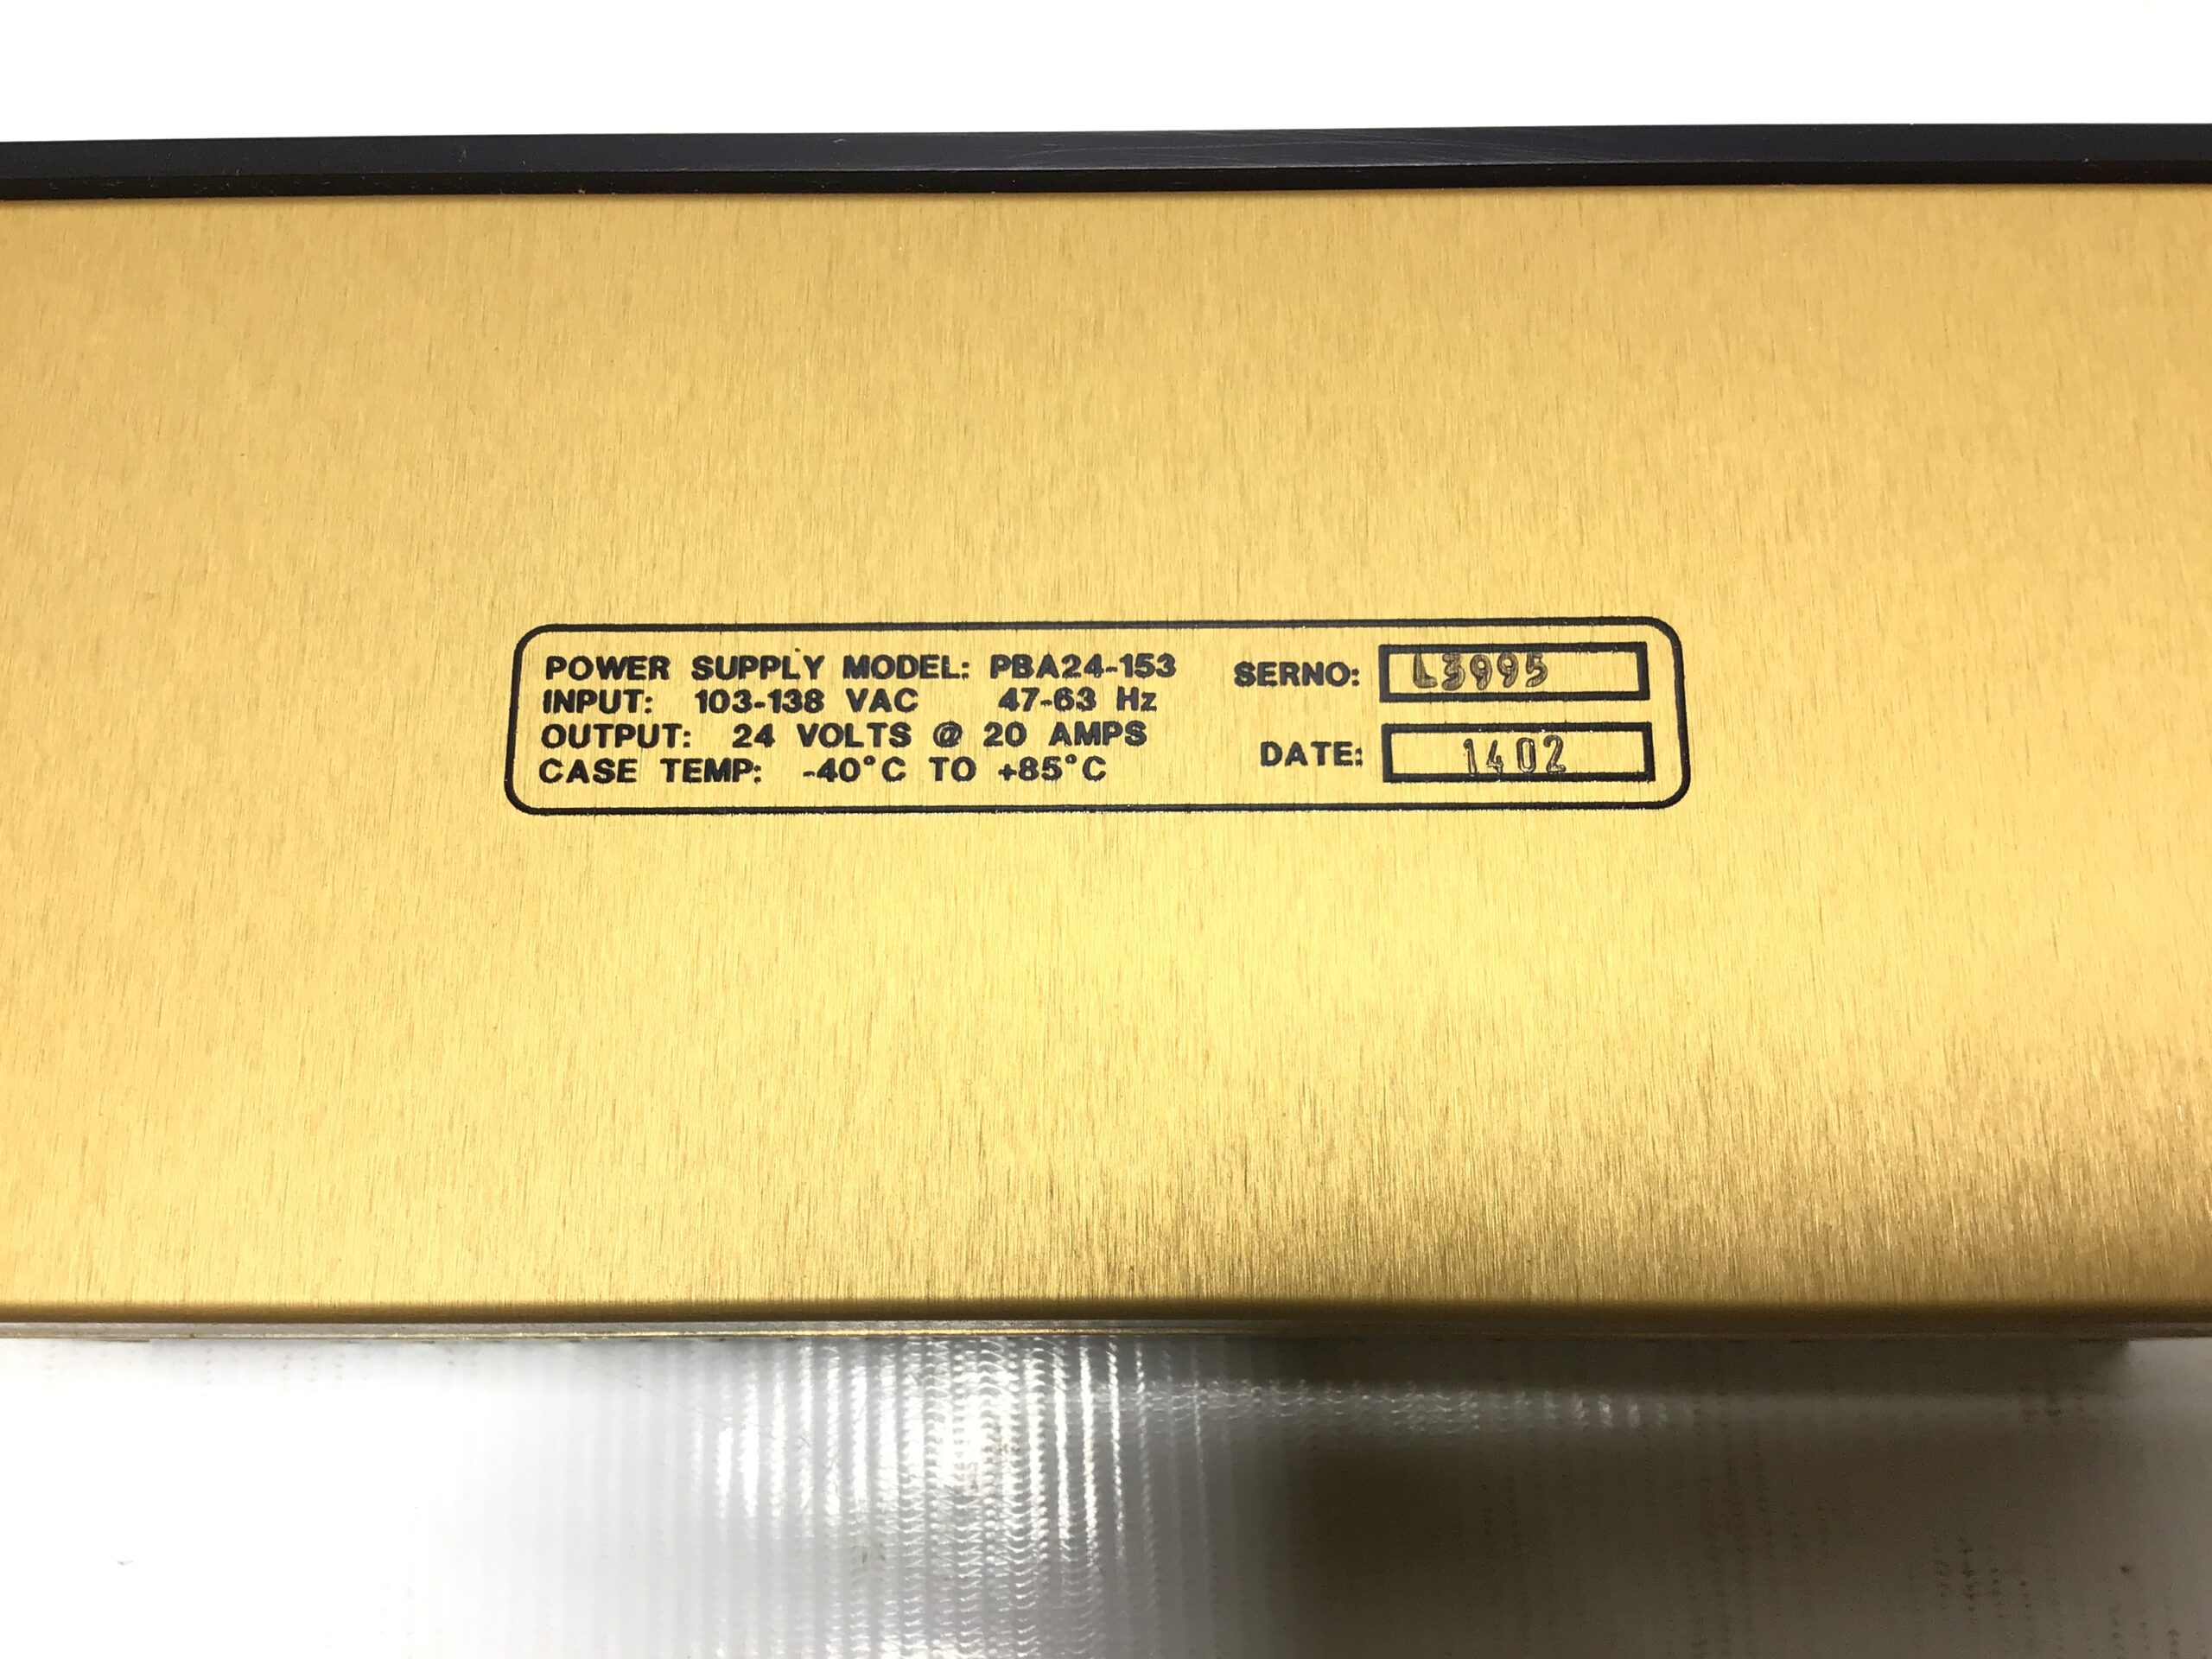 POWER SUPPLY MODEL: PBA24-153
INPUT: 103-138 VAC 47-63 Hz
OUTPUT: 24 VOLTS @ 20 AMPS
CASE TEMP: -40°C TO +85°C
SERNO: L3995
DATE: 1402